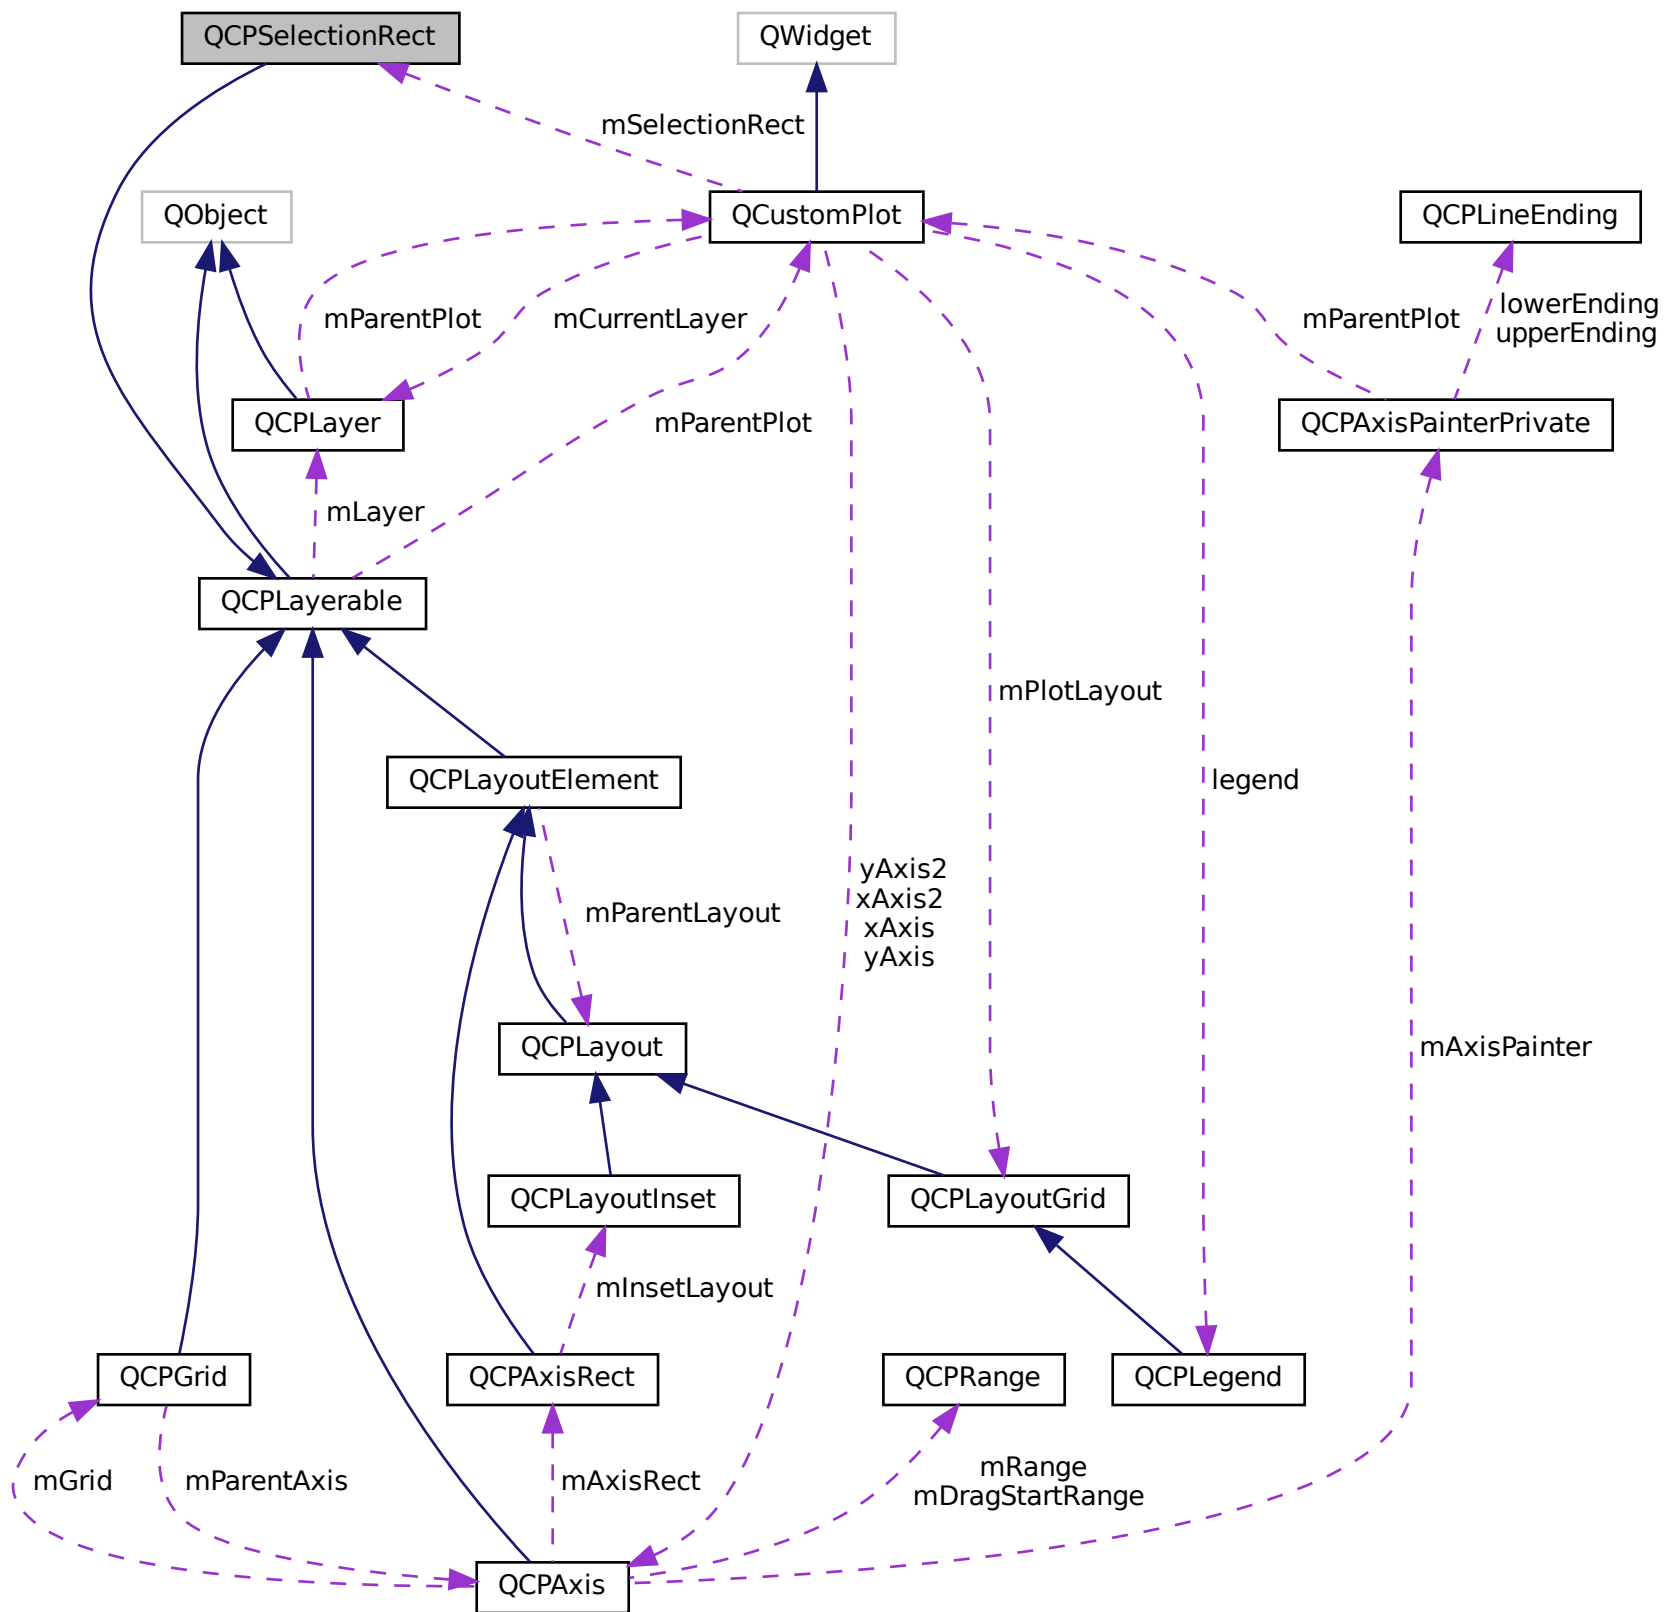 QCPSelectionRect
QWidget
mSelectionRect
QObject
QCustomPlot
QCPLineEnding
mParentPlot
mCurrentLayer
mParentPlot
lowerEnding
upperEnding
QCPLayer
mParentPlot
QCPAxisPainterPrivate
mLayer
QCPLayerable
mPlotLayout
QCPLayoutElement
legend
yAxis2
xAxis2
xAxis
yAxis
mParentLayout
QCPLayout
mAxisPainter
QCPLayoutInset
QCPLayoutGrid
mInsetLayout
QCPGrid
QCPAxisRect
QCPRange
QCPLegend
mGrid
mParentAxis
mAxisRect
mRange
mDragStartRange
QCPAxis